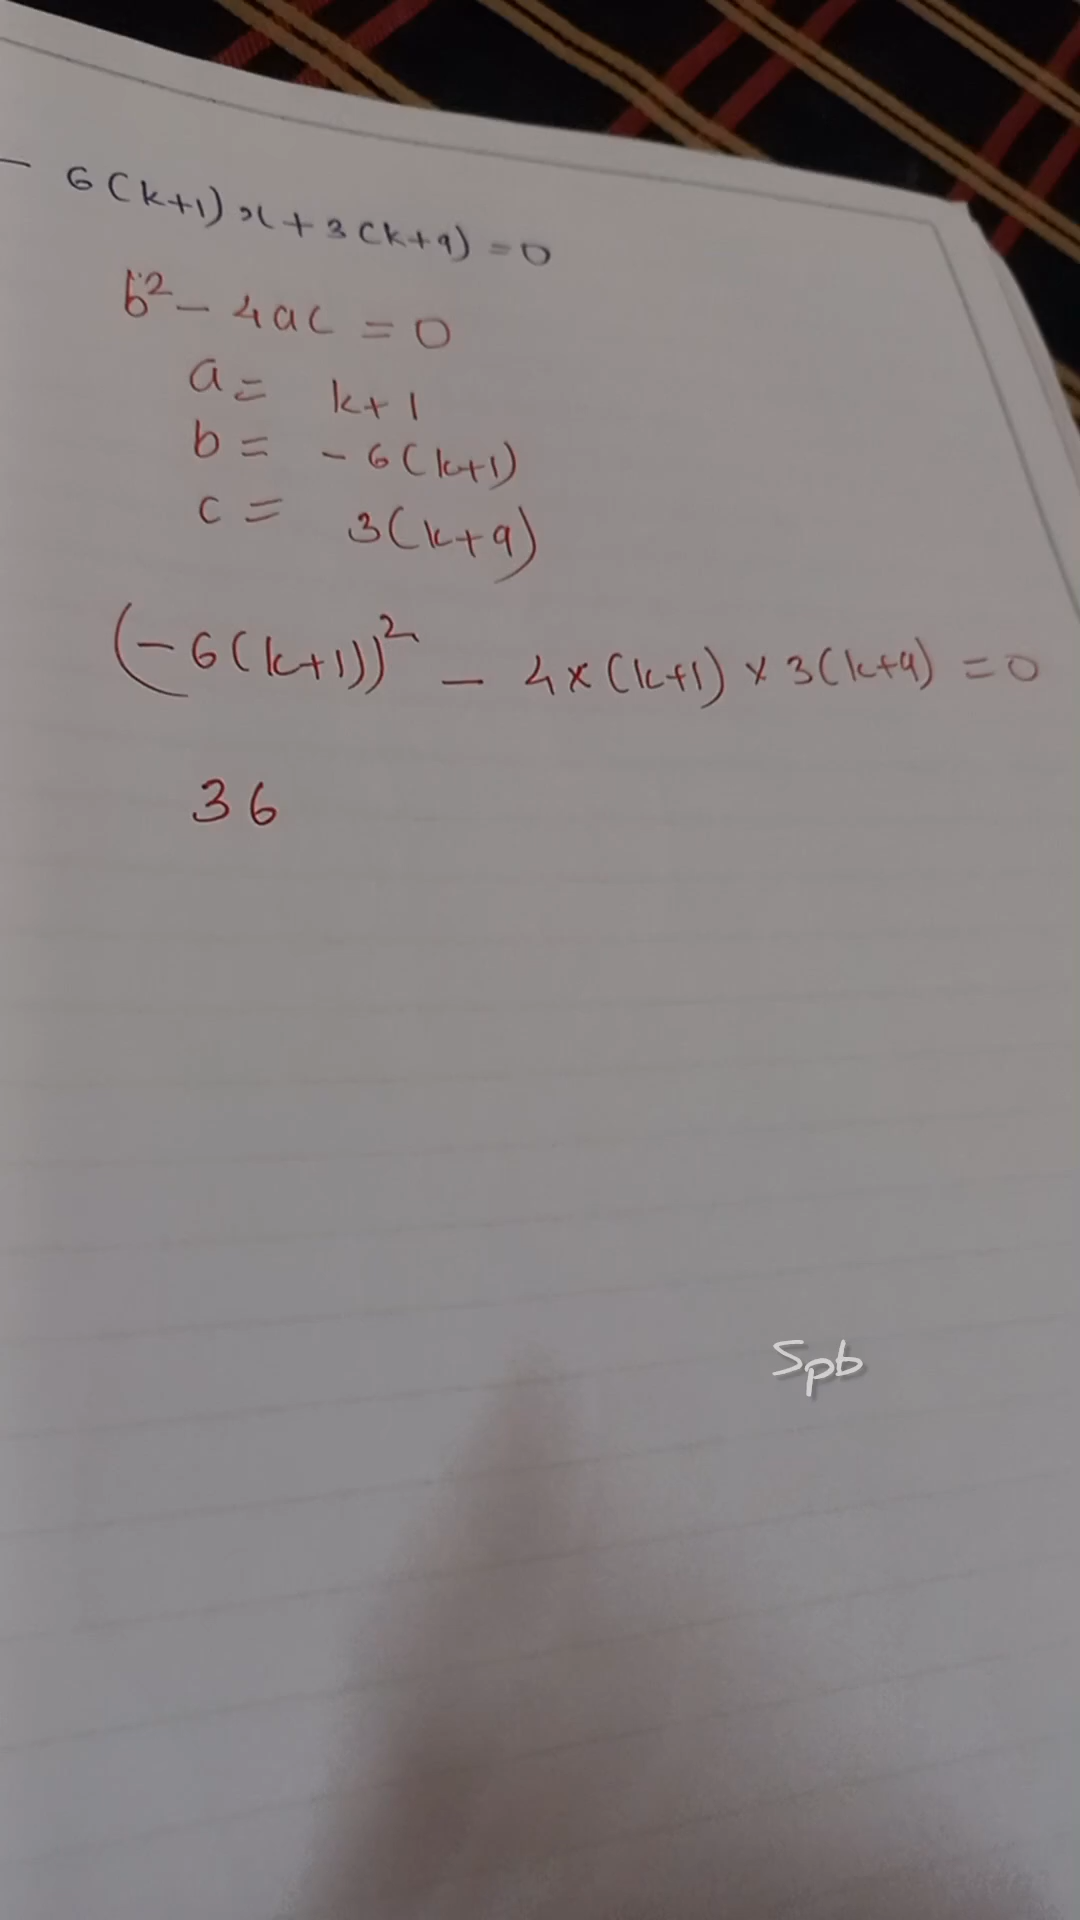 - 6(k+1)x+3(k+9)=0
b²-4ac=0
a= k+1
b= -6(k+1)
c= 3(k+9)
(-6(k+1))² - 4×(k+1)×3(k+9)=0
36
Spb